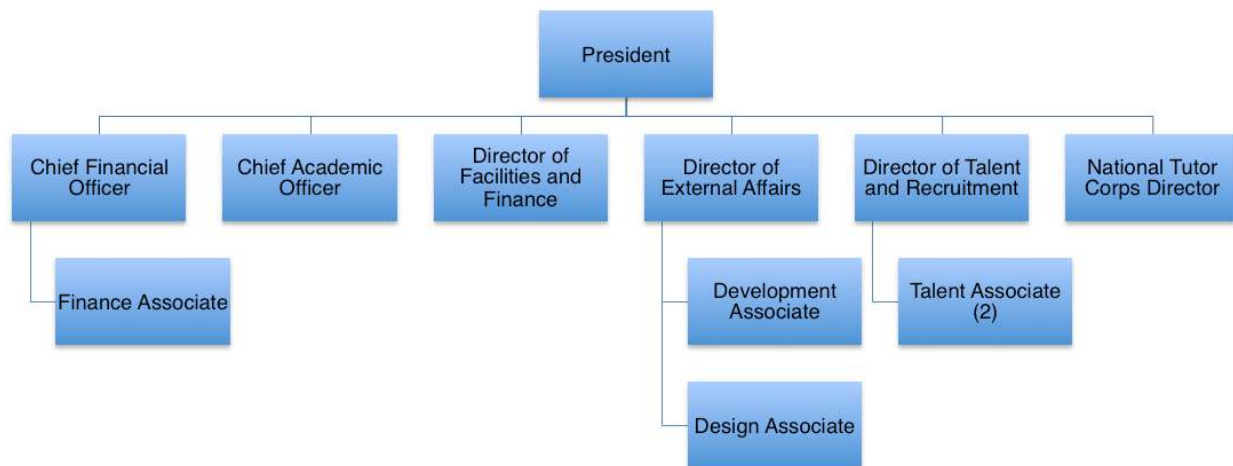 President
Chief Financial
Officer
Chief Academic
Officer
Director of
Facilities and
Finance
Director of
External Affairs
Director of Talent
and Recruitment
National Tutor
Corps Director
Finance Associate
Development
Associate
Talent Associate
(2)
Design Associate